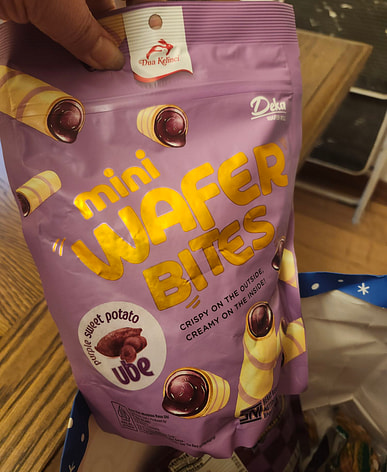 Dua Kelinci
Deka
mini
WAFER
BITES
CRISPY ON THE OUTSIDE,
CREAMY ON THE INSIDE!
purple sweet potato
ube